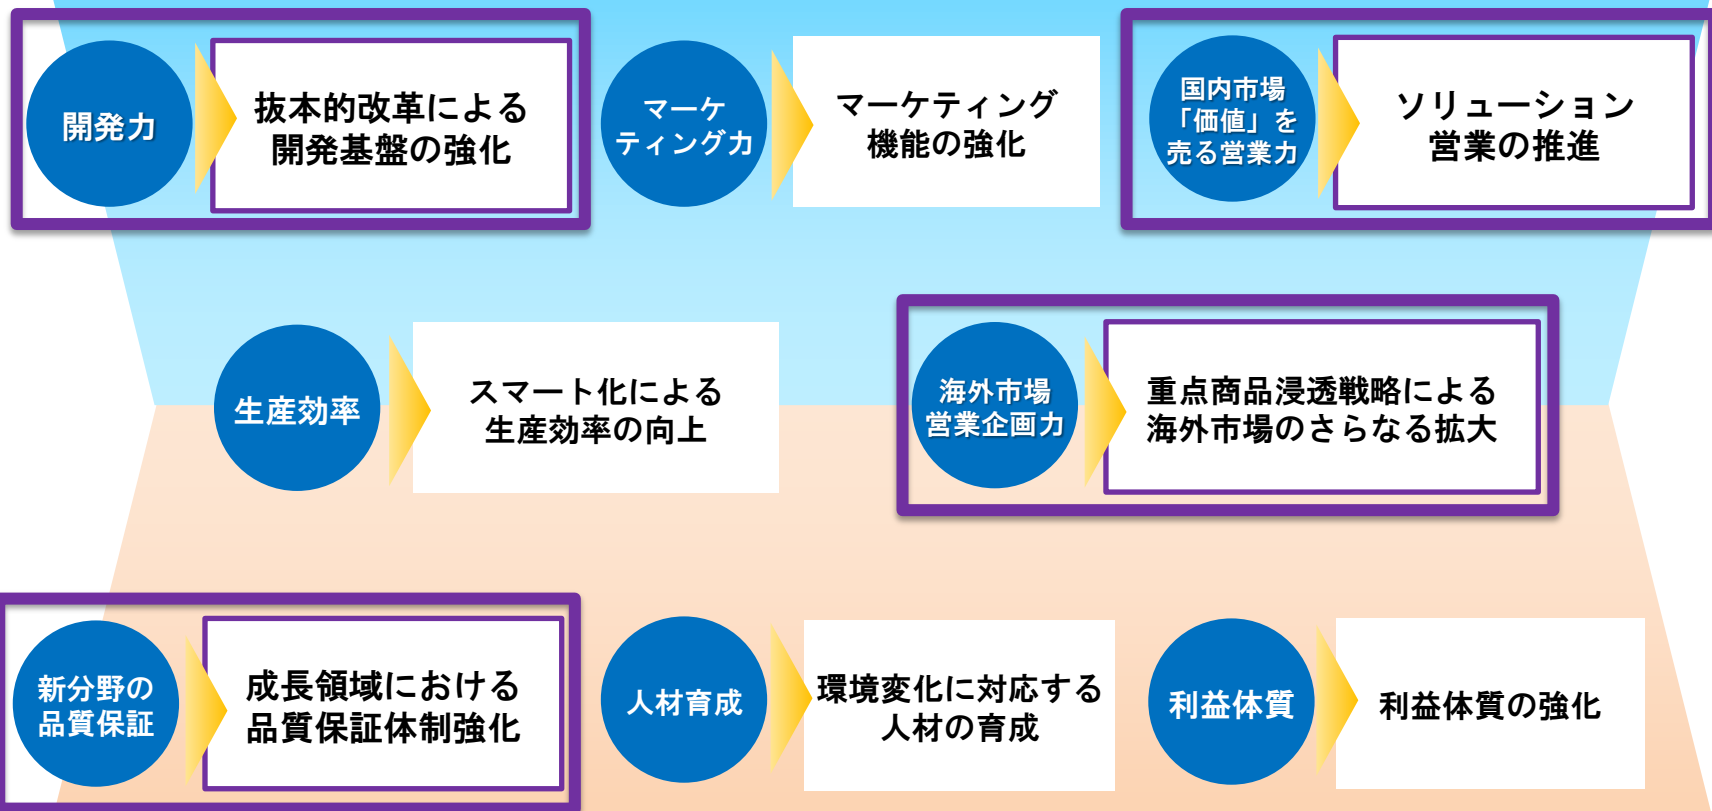 開発力
抜本的改革による
開発基盤の強化
マーケ
ティング力
マーケティング
機能の強化
国内市場
「価値」を
売る営業力
ソリューション
営業の推進
生産効率
スマート化による
生産効率の向上
海外市場
営業企画力
重点商品浸透戦略による
海外市場のさらなる拡大
新分野の
品質保証
成長領域における
品質保証体制強化
人材育成
環境変化に対応する
人材の育成
利益体質
利益体質の強化